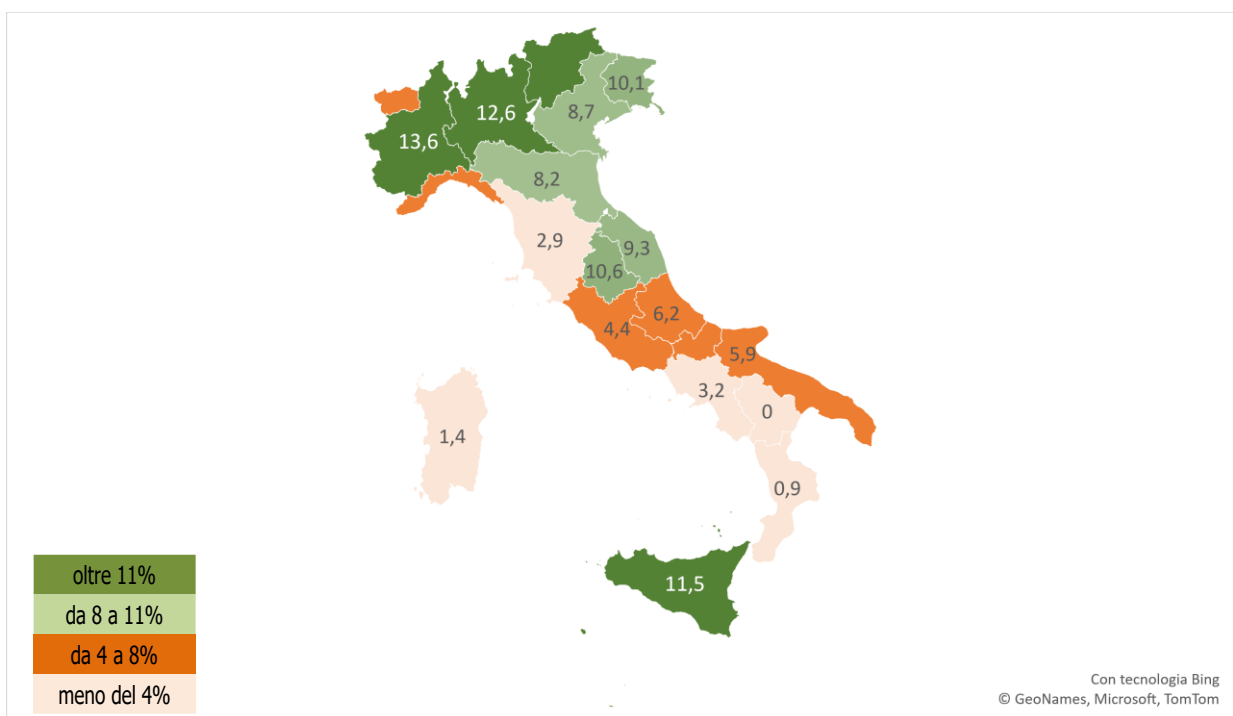 10,1
12,6
8,7
13,6
8,2
2,9
9,3
10,6
6,2
4,4
5,9
3,2
0
1,4
0,9
11,5
oltre 11%
da 8 a 11%
da 4 a 8%
meno del 4%
Con tecnologia Bing
© GeoNames, Microsoft, TomTom